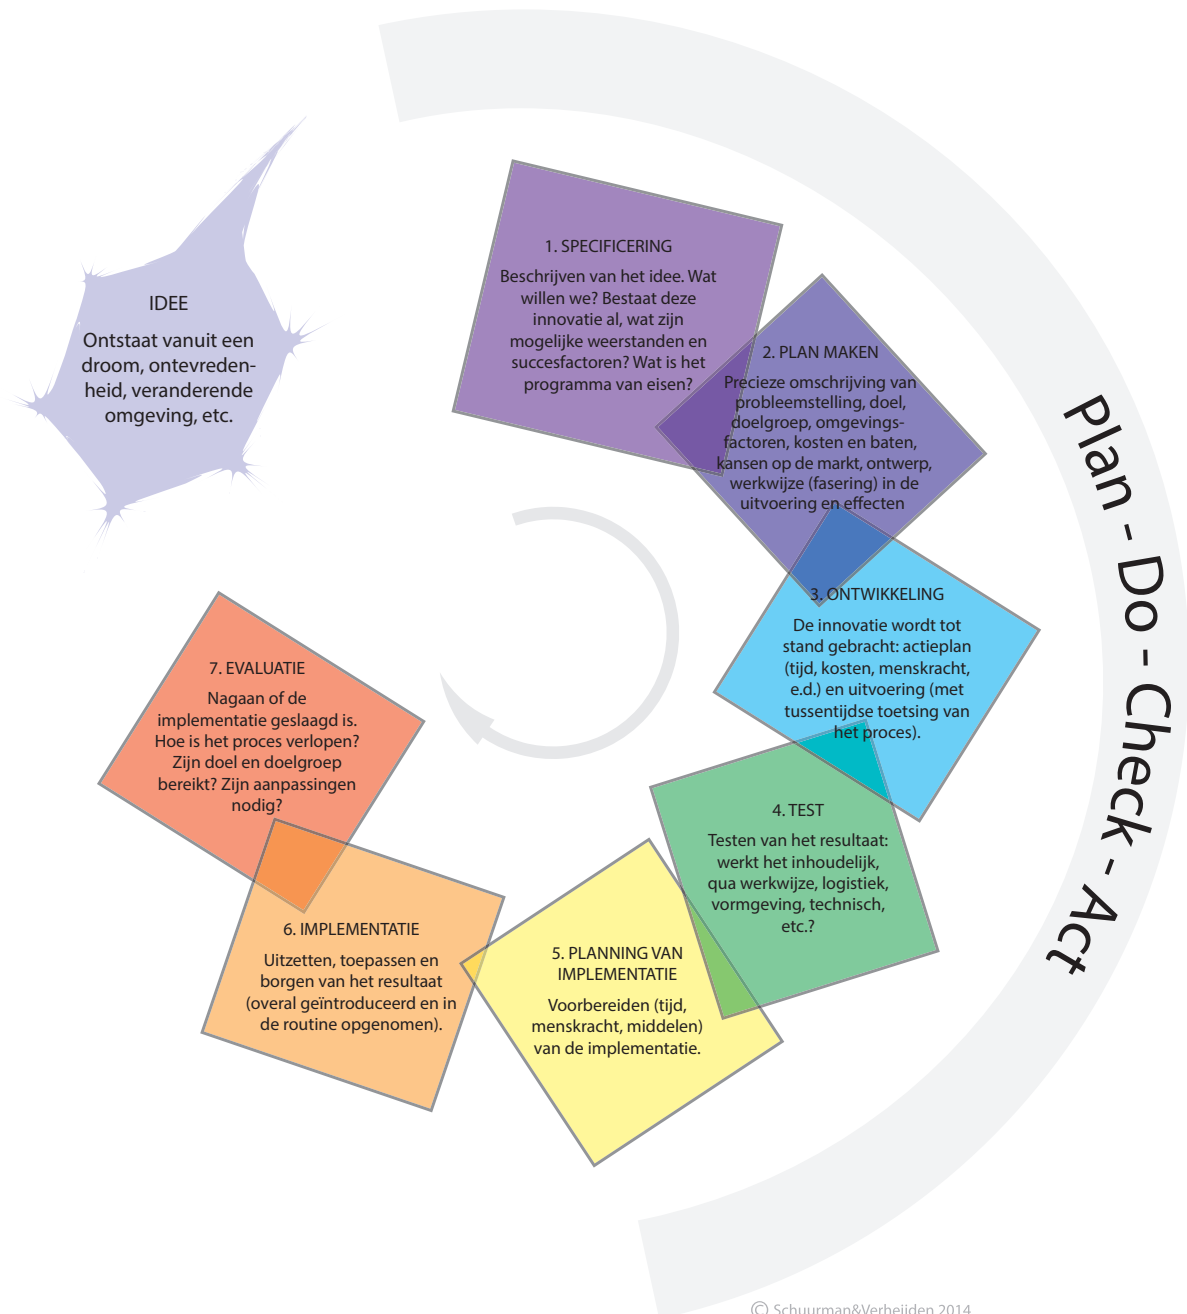 IDEE
Ontstaat vanuit een
droom, ontevreden-
heid, veranderende
omgeving, etc.
1. SPECIFICERING
Beschrijven van het idee. Wat
willen we? Bestaat deze
innovatie al, wat zijn
mogelijke weerstanden en
succesfactoren? Wat is het
programma van eisen?
2. PLAN MAKEN
Precieze omschrijving van
probleemstelling, doel,
doelgroep, omgevings-
factoren, kosten en baten,
kansen op de markt, ontwerp,
werkwijze (fasering) in de
uitvoering en effecten
3. ONTWIKKELING
De innovatie wordt tot
stand gebracht: actieplan
(tijd, kosten, menskracht,
e.d.) en uitvoering (met
tussentijdse toetsing van
het proces).
4. TEST
Testen van het resultaat:
werkt het inhoudelijk,
qua werkwijze, logistiek,
vormgeving, technisch,
etc.?
5. PLANNING VAN
IMPLEMENTATIE
Voorbereiden (tijd,
menskracht, middelen)
van de implementatie.
6. IMPLEMENTATIE
Uitzetten, toepassen en
borgen van het resultaat
(overal geïntroduceerd en in
de routine opgenomen).
7. EVALUATIE
Nagaan of de
implementatie geslaagd is.
Hoe is het proces verlopen?
Zijn doel en doelgroep
bereikt? Zijn aanpassingen
nodig?
Plan - Do - Check - Act
© Schuurman&Verheijden 2014